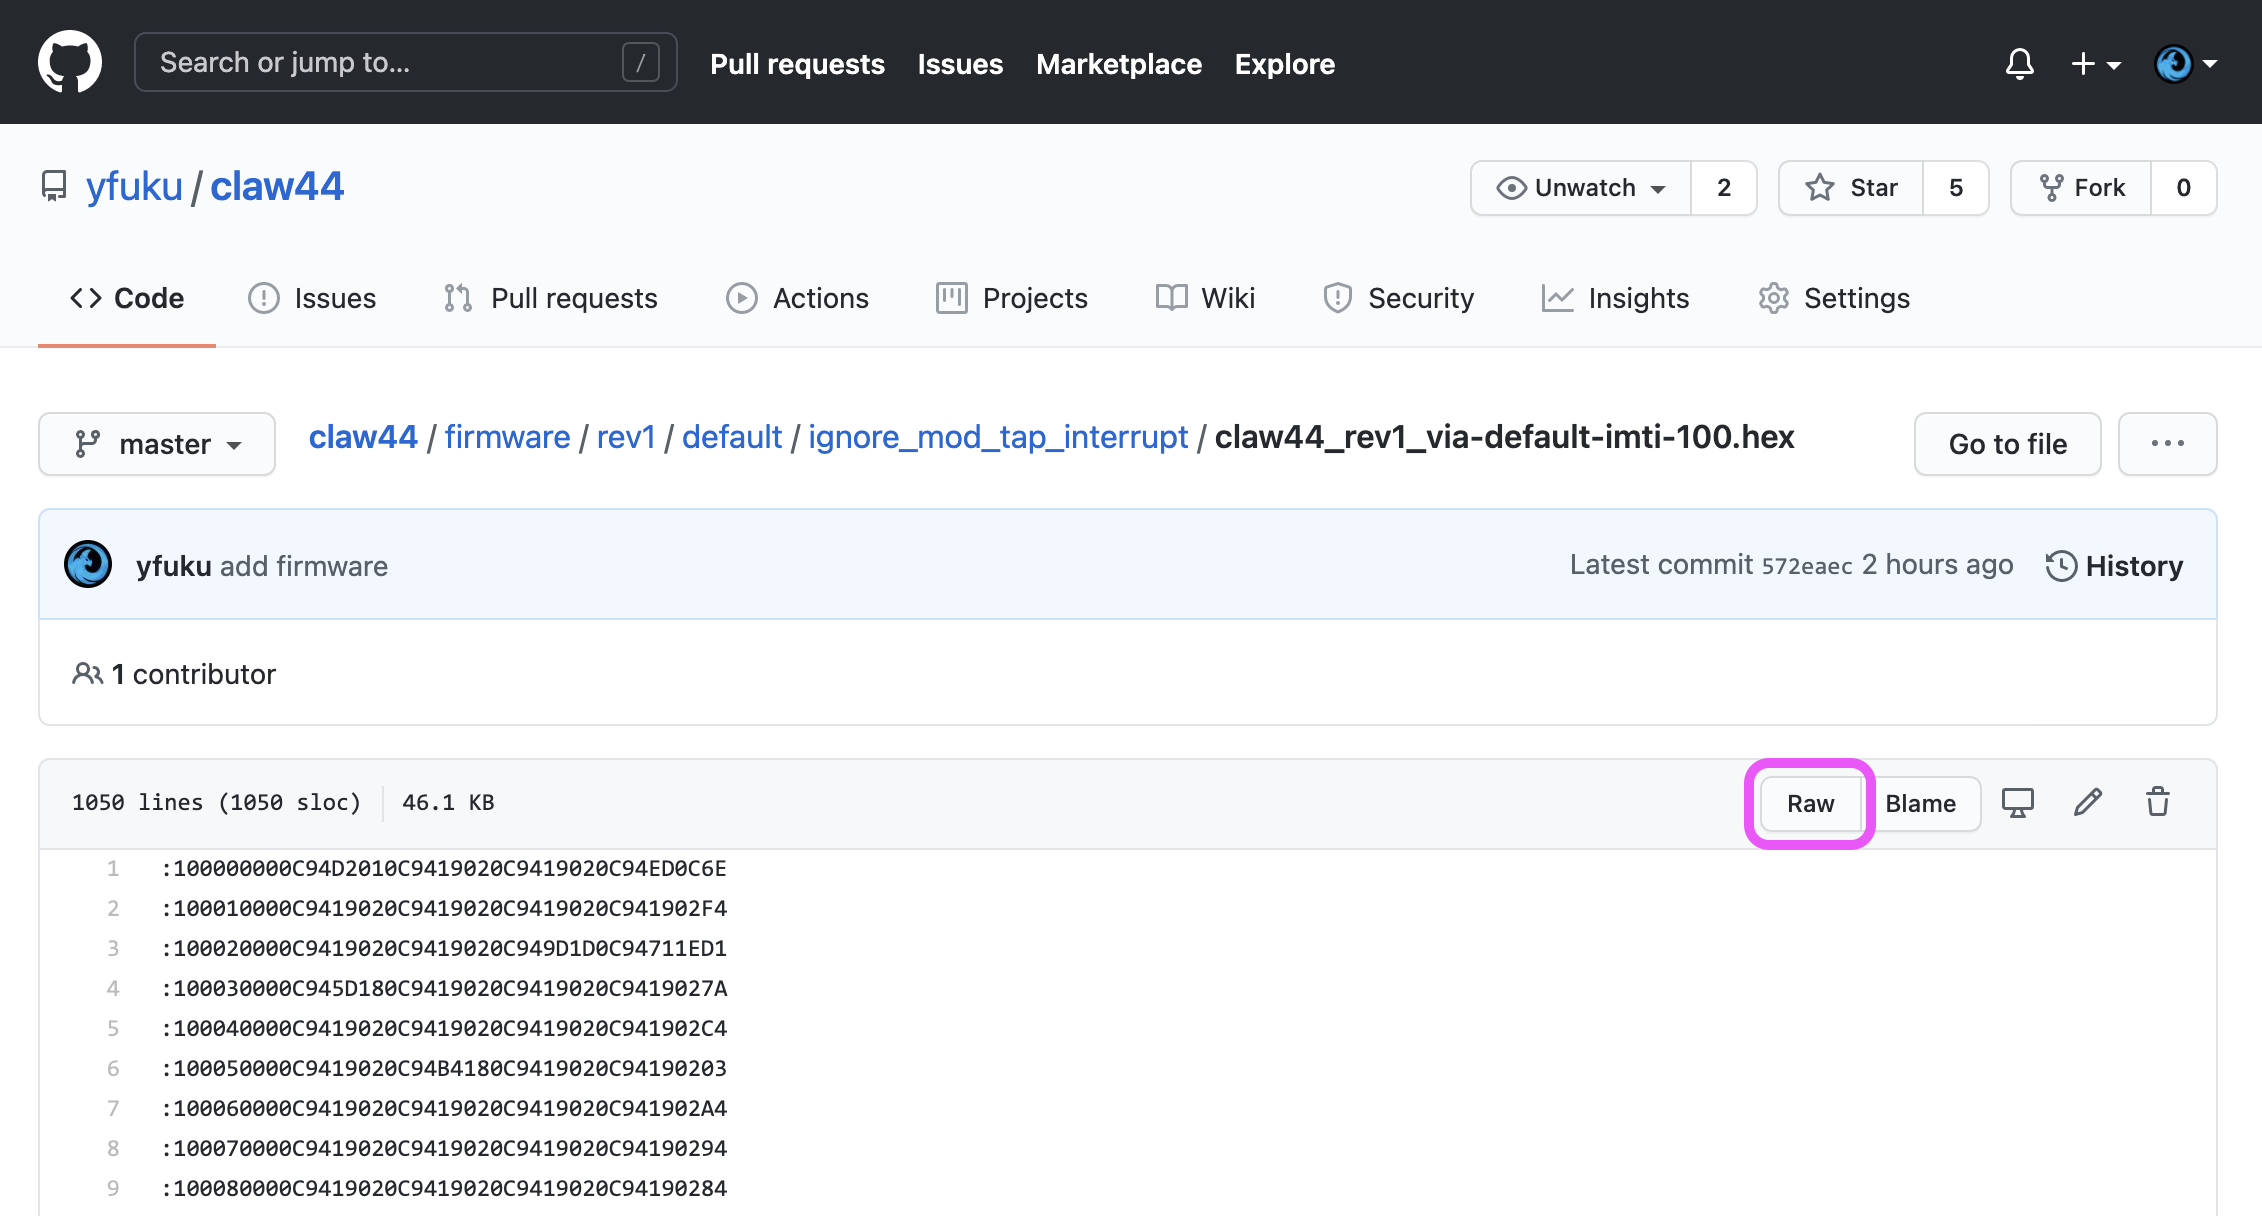 Search or jump to... /
Pull requests Issues Marketplace Explore
yfuku / claw44
Unwatch 2 Star 5 Fork 0
Code Issues Pull requests Actions Projects Wiki Security Insights Settings
master claw44 / firmware / rev1 / default / ignore_mod_tap_interrupt / claw44_rev1_via-default-imti-100.hex Go to file ...
yfuku add firmware Latest commit 572eaec 2 hours ago History
1 contributor
1050 lines (1050 sloc) 46.1 KB Raw Blame
1 :100000000C94D2010C9419020C9419020C94ED0C6E
2 :100010000C9419020C9419020C9419020C941902F4
3 :100020000C9419020C9419020C949D1D0C94711ED1
4 :100030000C945D180C9419020C9419020C9419027A
5 :100040000C9419020C9419020C9419020C941902C4
6 :100050000C9419020C94B4180C9419020C94190203
7 :100060000C9419020C9419020C9419020C941902A4
8 :100070000C9419020C9419020C9419020C94190294
9 :100080000C9419020C9419020C9419020C94190284